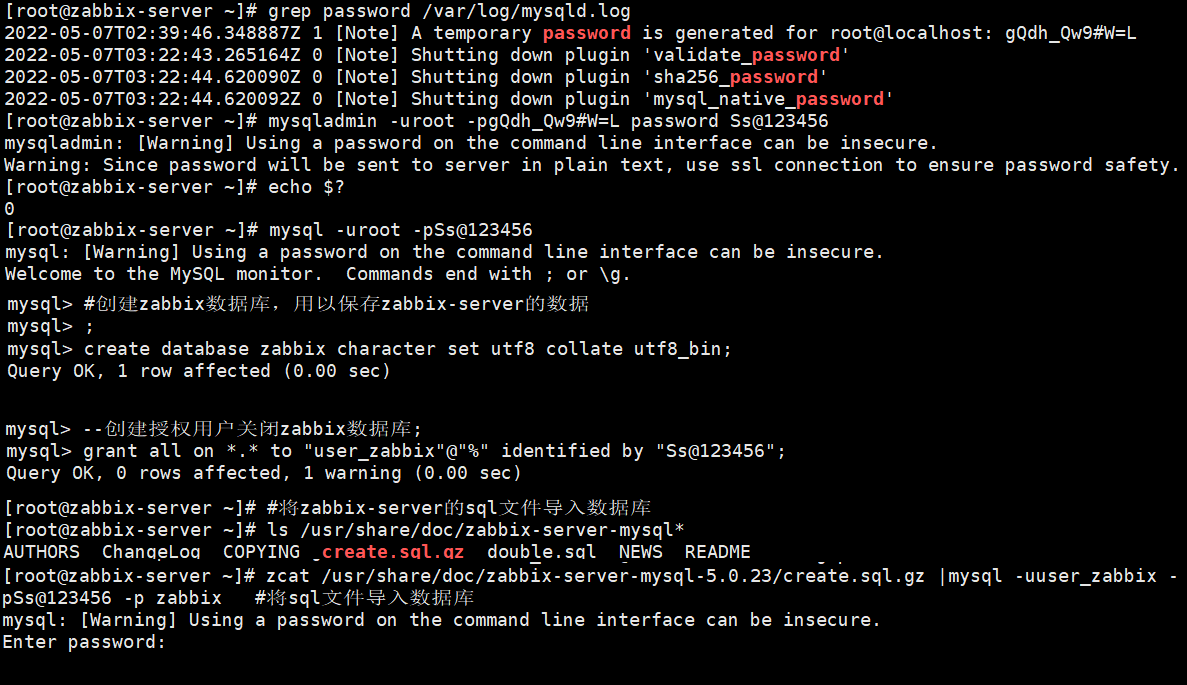 [root@zabbix-server ~]# grep password /var/log/mysqld.log
2022-05-07T02:39:46.348887Z 1 [Note] A temporary password is generated for root@localhost: gQdh_Qw9#W=L
2022-05-07T03:22:43.265164Z 0 [Note] Shutting down plugin 'validate_password'
2022-05-07T03:22:44.620090Z 0 [Note] Shutting down plugin 'sha256_password'
2022-05-07T03:22:44.620092Z 0 [Note] Shutting down plugin 'mysql_native_password'
[root@zabbix-server ~]# mysqladmin -uroot -pgQdh_Qw9#W=L password Ss@123456
mysqladmin: [Warning] Using a password on the command line interface can be insecure.
Warning: Since password will be sent to server in plain text, use ssl connection to ensure password safety.
[root@zabbix-server ~]# echo $?
0
[root@zabbix-server ~]# mysql -uroot -pSs@123456
mysql: [Warning] Using a password on the command line interface can be insecure.
Welcome to the MySQL monitor.  Commands end with ; or \g.
mysql> #创建zabbix数据库，用以保存zabbix-server的数据
mysql> ;
mysql> create database zabbix character set utf8 collate utf8_bin;
Query OK, 1 row affected (0.00 sec)
mysql> --创建授权用户关闭zabbix数据库;
mysql> grant all on *.* to "user_zabbix"@"%" identified by "Ss@123456";
Query OK, 0 rows affected, 1 warning (0.00 sec)
[root@zabbix-server ~]# #将zabbix-server的sql文件导入数据库
[root@zabbix-server ~]# ls /usr/share/doc/zabbix-server-mysql*
AUTHORS  ChangeLog  COPYING  create.sql.gz  double.sql  NEWS  README
[root@zabbix-server ~]# zcat /usr/share/doc/zabbix-server-mysql-5.0.23/create.sql.gz |mysql -uuser_zabbix -
pSs@123456 -p zabbix   #将sql文件导入数据库
mysql: [Warning] Using a password on the command line interface can be insecure.
Enter password: